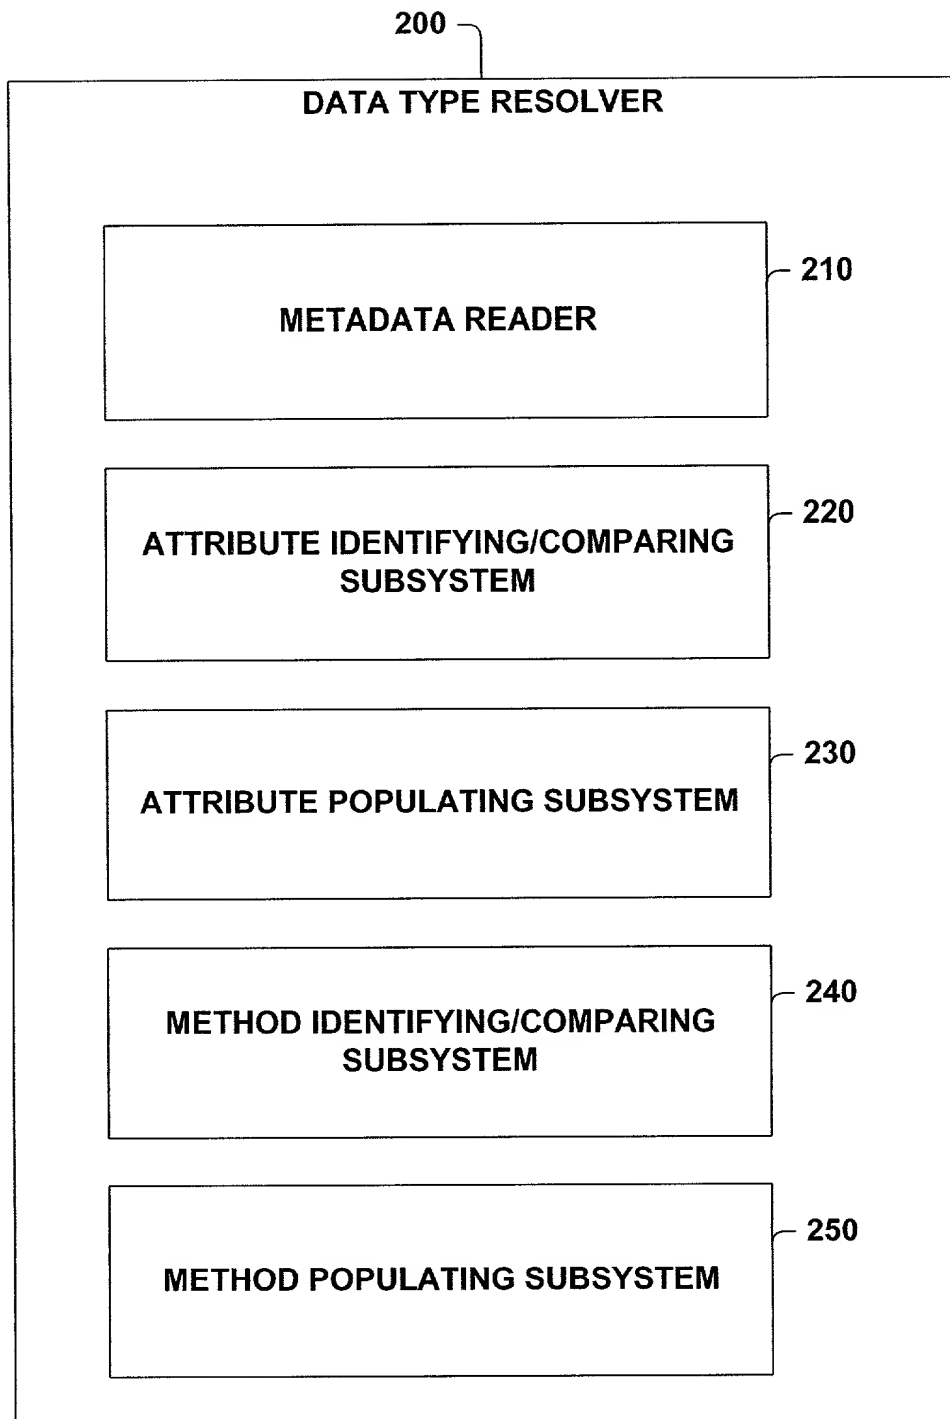 200
DATA TYPE RESOLVER
210
METADATA READER
220
ATTRIBUTE IDENTIFYING/COMPARING
SUBSYSTEM
230
ATTRIBUTE POPULATING SUBSYSTEM
240
METHOD IDENTIFYING/COMPARING
SUBSYSTEM
250
METHOD POPULATING SUBSYSTEM